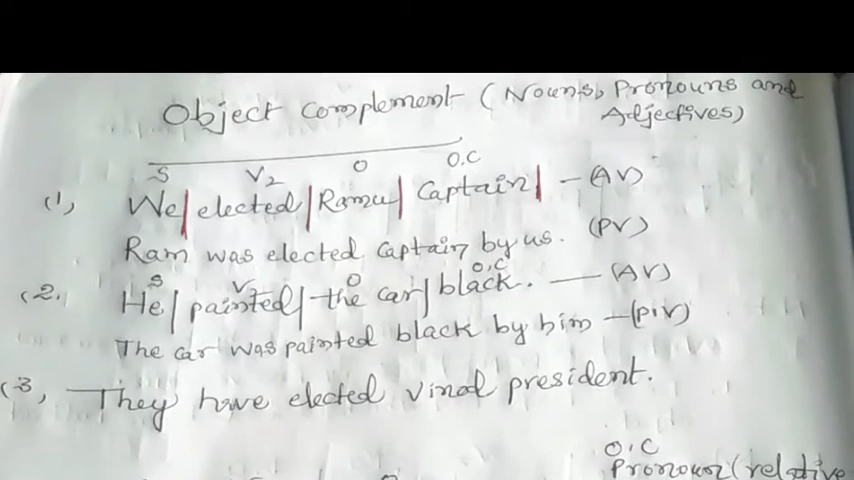 Object Complement (Nouns, Pronouns and
Adjectives)
S V2 O O.C
(1) We | elected | Ramu | Captain | - (AV)
Ram was elected captain by us. (PV)
S V2 O O.C
(2. He | painted | the car | black. — (AV)
The car was painted black by him - (P.V)
(3, They have elected vinod president.
O.C
Pronoun (relative